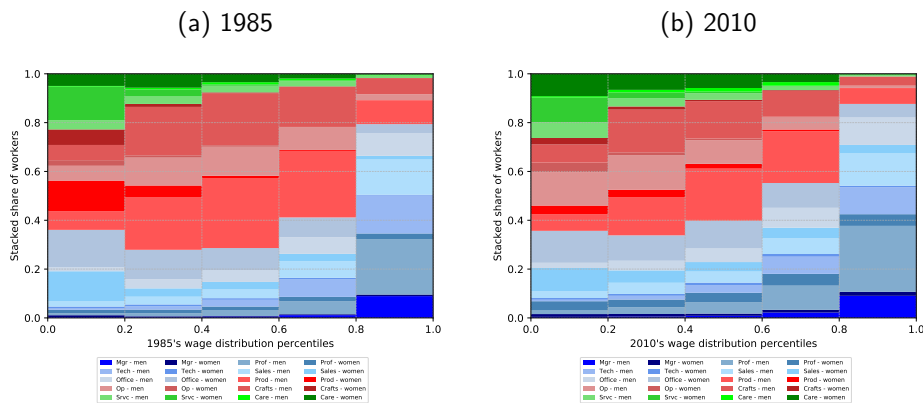 (a) 1985
(b) 2010
Stacked share of workers
1.0
0.8
0.6
0.4
0.2
0.0
0.0 0.2 0.4 0.6 0.8 1.0
1985's wage distribution percentiles
Mgr - men Mgr - women Prof - men Prof - women
Tech - men Tech - women Sales - men Sales - women
Office - men Office - women Prod - men Prod - women
Op - men Op - women Crafts - men Crafts - women
Srvc - men Srvc - women Care - men Care - women
Stacked share of workers
1.0
0.8
0.6
0.4
0.2
0.0
0.0 0.2 0.4 0.6 0.8 1.0
2010's wage distribution percentiles
Mgr - men Mgr - women Prof - men Prof - women
Tech - men Tech - women Sales - men Sales - women
Office - men Office - women Prod - men Prod - women
Op - men Op - women Crafts - men Crafts - women
Srvc - men Srvc - women Care - men Care - women